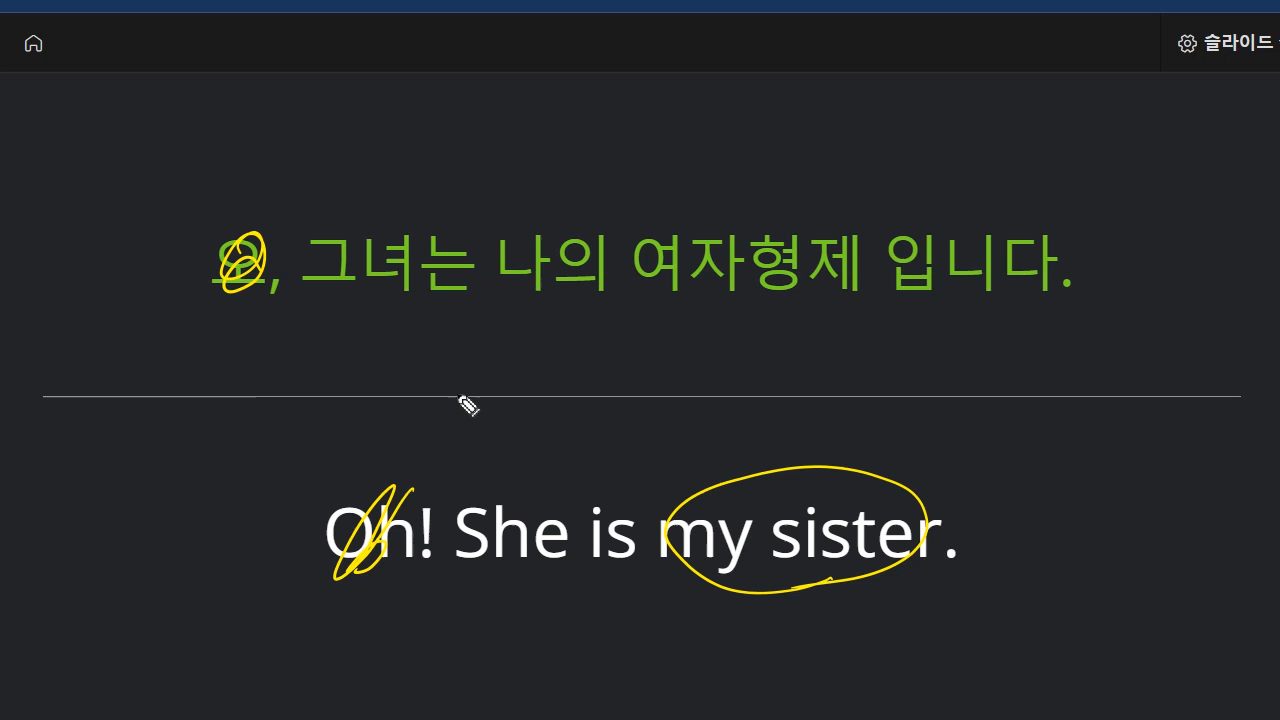 슬라이드
오, 그녀는 나의 여자형제 입니다.
Oh! She is my sister.